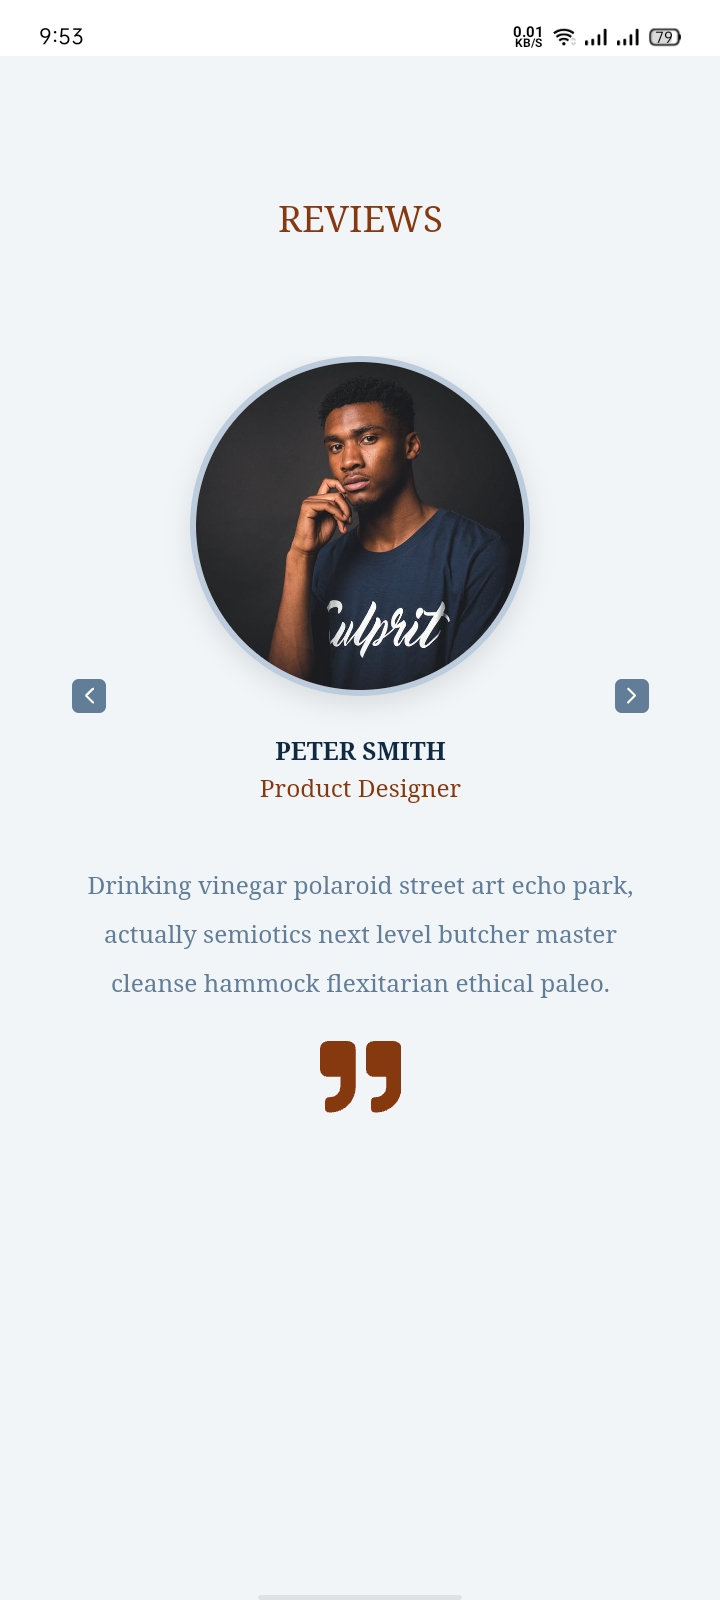 9:53
0.01
KB/S
79
REVIEWS
Culprit
PETER SMITH
Product Designer
Drinking vinegar polaroid street art echo park,
actually semiotics next level butcher master
cleanse hammock flexitarian ethical paleo.